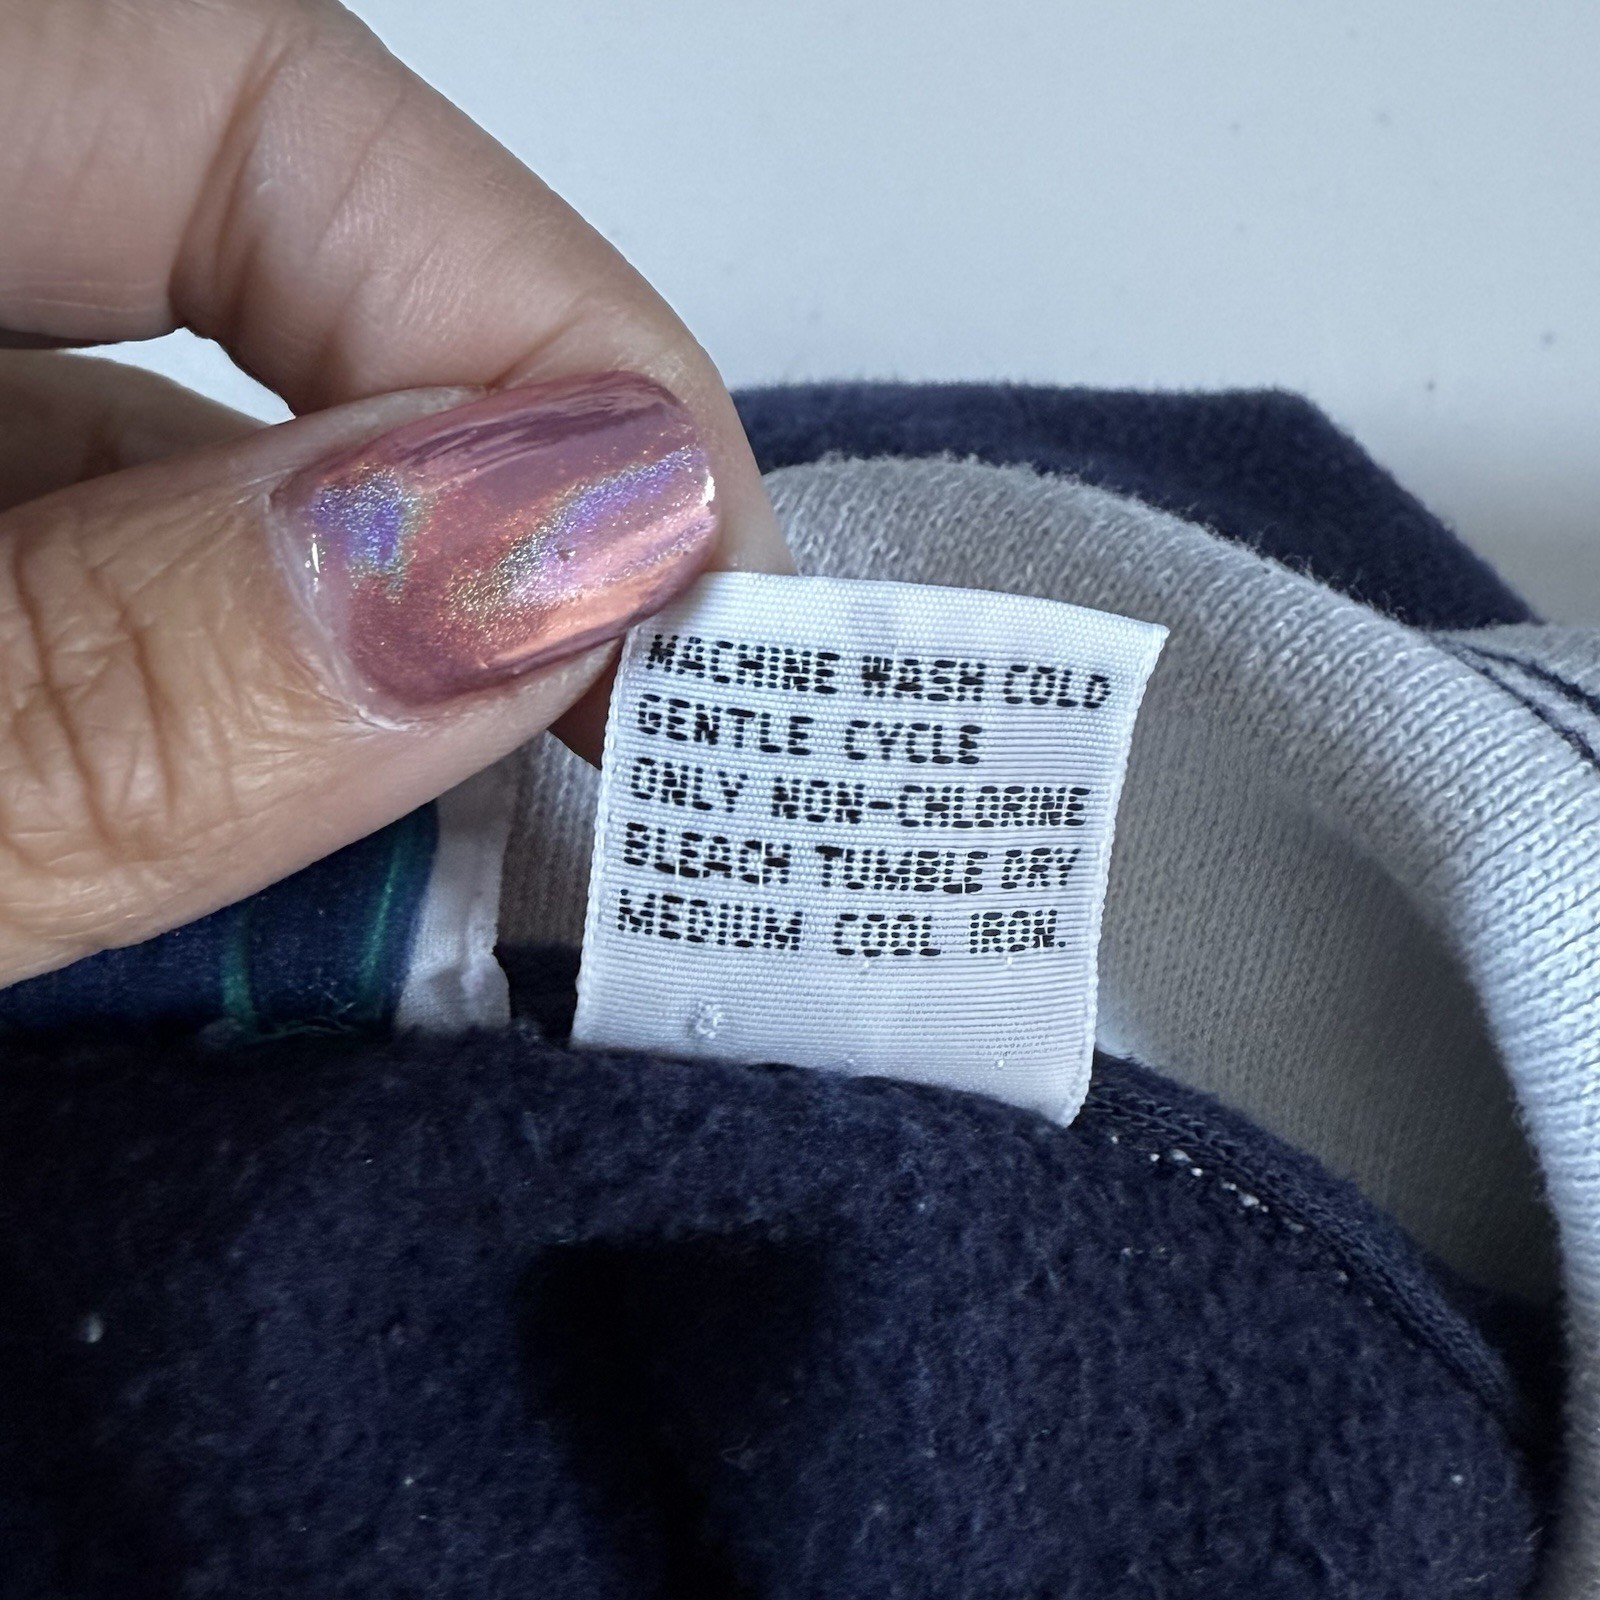 MACHINE WASH COLD
GENTLE CYCLE
ONLY NON-CHLORINE
BLEACH TUMBLE DRY
MEDIUM COOL IRON.